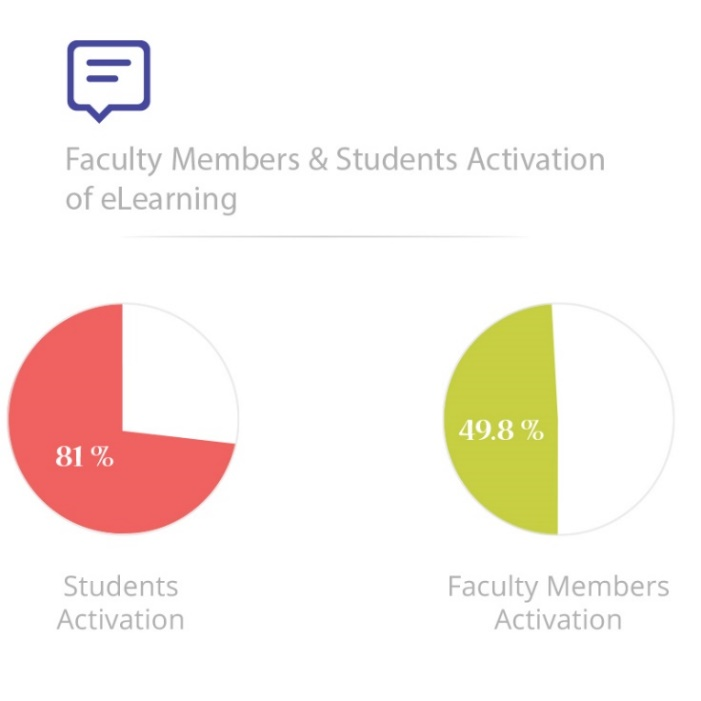 Faculty Members & Students Activation
of eLearning
81 %
49.8 %
Students
Activation
Faculty Members
Activation